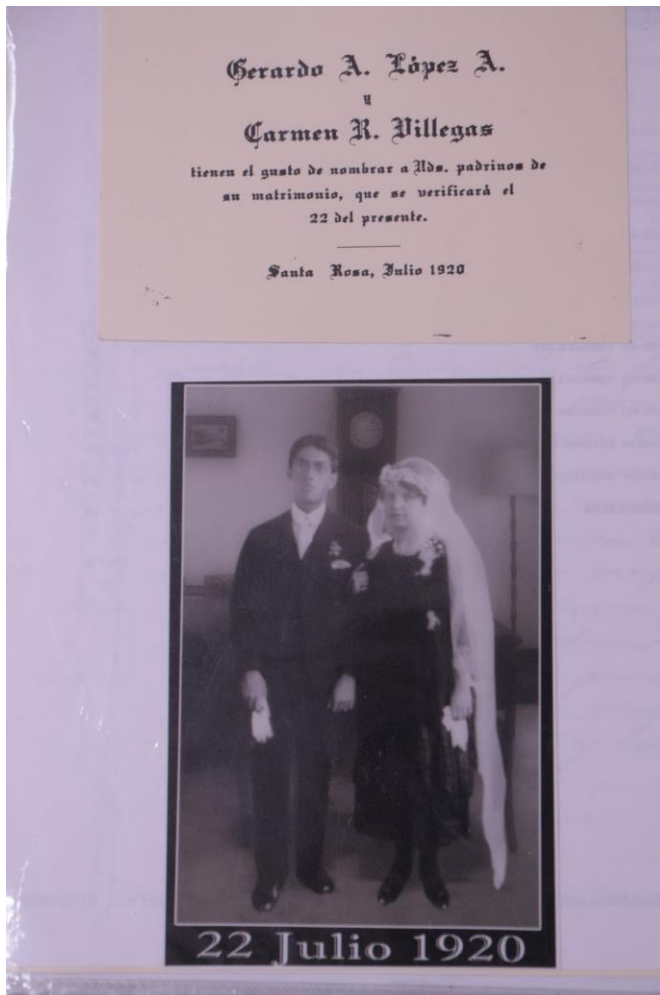 Gerardo A. López A.
y
Carmen R. Villegas
tienen el gusto de nombrar a Uds. padrinos de
su matrimonio, que se verificará el
22 del presente.
Santa Rosa, Julio 1920
22 Julio 1920